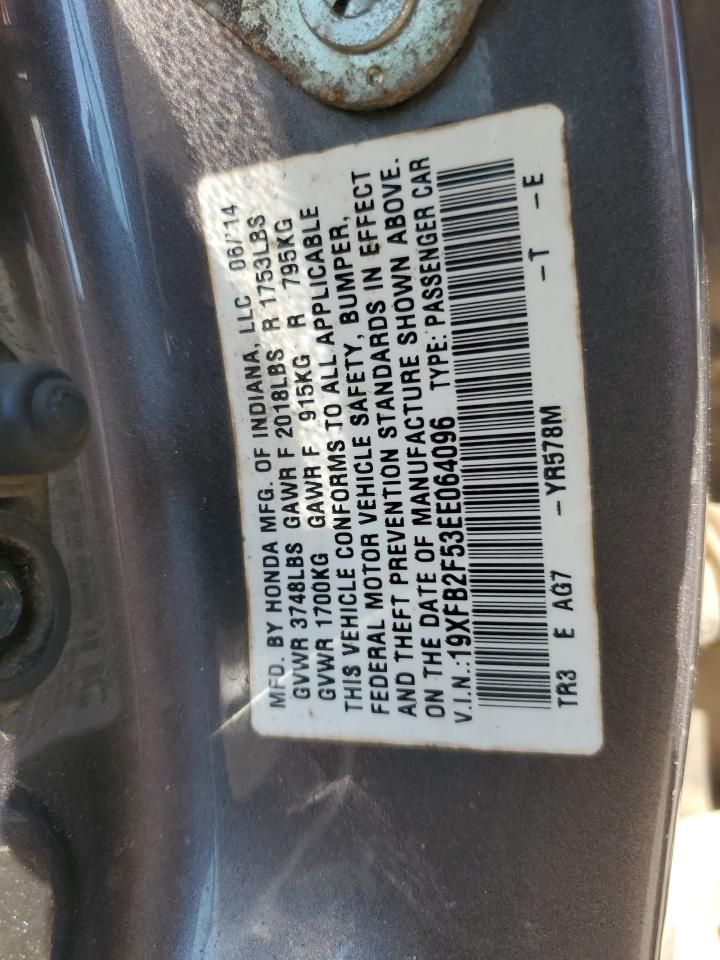 MFD. BY HONDA MFG. OF INDIANA, LLC 06/'14
GVWR 3748LBS GAWR F 2018LBS R 1753LBS
GVWR 1700KG GAWR F 915KG R 795KG
THIS VEHICLE CONFORMS TO ALL APPLICABLE
FEDERAL MOTOR VEHICLE SAFETY, BUMPER,
AND THEFT PREVENTION STANDARDS IN EFFECT
ON THE DATE OF MANUFACTURE SHOWN ABOVE.
V.I.N.:19XFB2F53EE064096 TYPE: PASSENGER CAR
TR3 E AG7 -YR578M -T -E